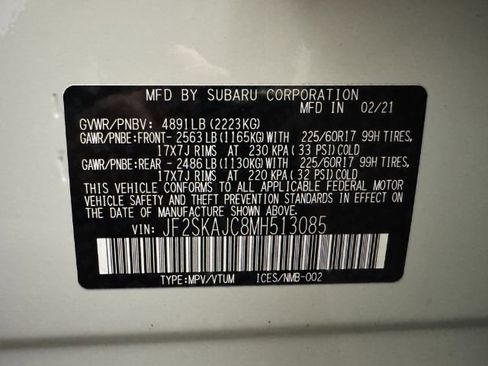 MFD BY SUBARU CORPORATION
MFD. IN 02/21
GVWR/PNBV: 4891LB(2223KG)
GAWR/PNBE:FRONT-2563LB(1165KG)WITH 225/60R17 99H TIRES,
17X7J RIMS AT 230 KPA (33 PSI)COLD
GAWR/PNBE:REAR -2486LB(1130KG)WITH 225/60R17 99H TIRES,
17X7J RIMS AT 220 KPA (32 PSI)COLD
THIS VEHICLE CONFORMS TO ALL APPLICABLE FEDERAL MOTOR
VEHICLE SAFETY, BUMPER AND THEFT PREVENTION STANDARDS IN EFFECT
ON THE DATE OF MANUFACTURE SHOWN ABOVE.
VIN: JF2SKAJC8MH513085
TYPE:MPV/VTUM ICES/NMB-002